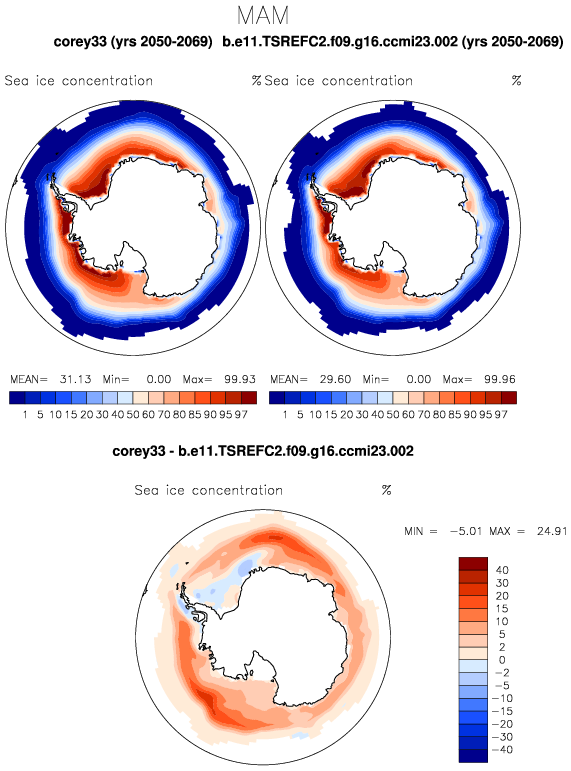 MAM
corey33 (yrs 2050-2069) b.e11.TSREFC2.f09.g16.ccmi23.002 (yrs 2050-2069)
Sea ice concentration % Sea ice concentration %
MEAN= 31.13 Min= 0.00 Max= 99.93 MEAN= 29.60 Min= 0.00 Max= 99.96
1 5 10 15 20 30 40 50 60 70 80 85 90 95 97 1 5 10 15 20 30 40 50 60 70 80 85 90 95 97
corey33 - b.e11.TSREFC2.f09.g16.ccmi23.002
Sea ice concentration %
MIN = -5.01 MAX = 24.91
40
30
20
15
10
5
2
0
-2
-5
-10
-15
-20
-30
-40